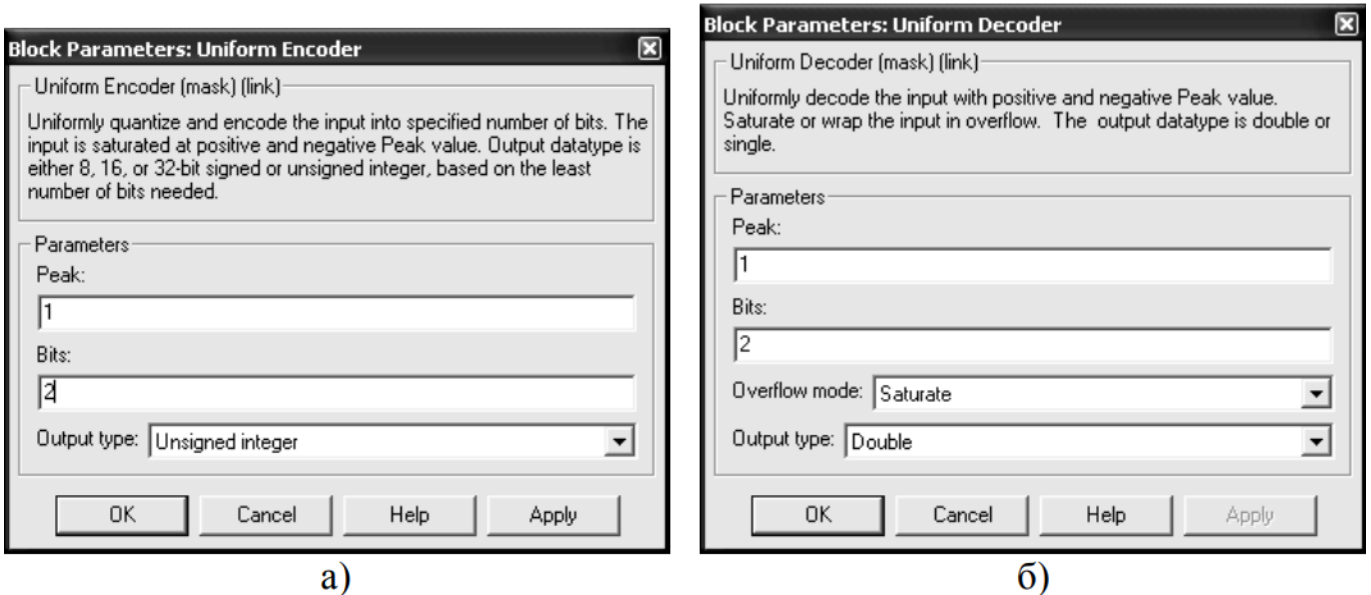 Block Parameters: Uniform Encoder
Uniform Encoder (mask) (link)
Uniformly quantize and encode the input into specified number of bits. The
input is saturated at positive and negative Peak value. Output datatype is
either 8, 16, or 32-bit signed or unsigned integer, based on the least
number of bits needed.
Parameters
Peak:
1
Bits:
2
Output type: Unsigned integer
OK Cancel Help Apply
а)
Block Parameters: Uniform Decoder
Uniform Decoder (mask) (link)
Uniformly decode the input with positive and negative Peak value.
Saturate or wrap the input in overflow. The output datatype is double or
single.
Parameters
Peak:
1
Bits:
2
Overflow mode: Saturate
Output type: Double
OK Cancel Help Apply
б)